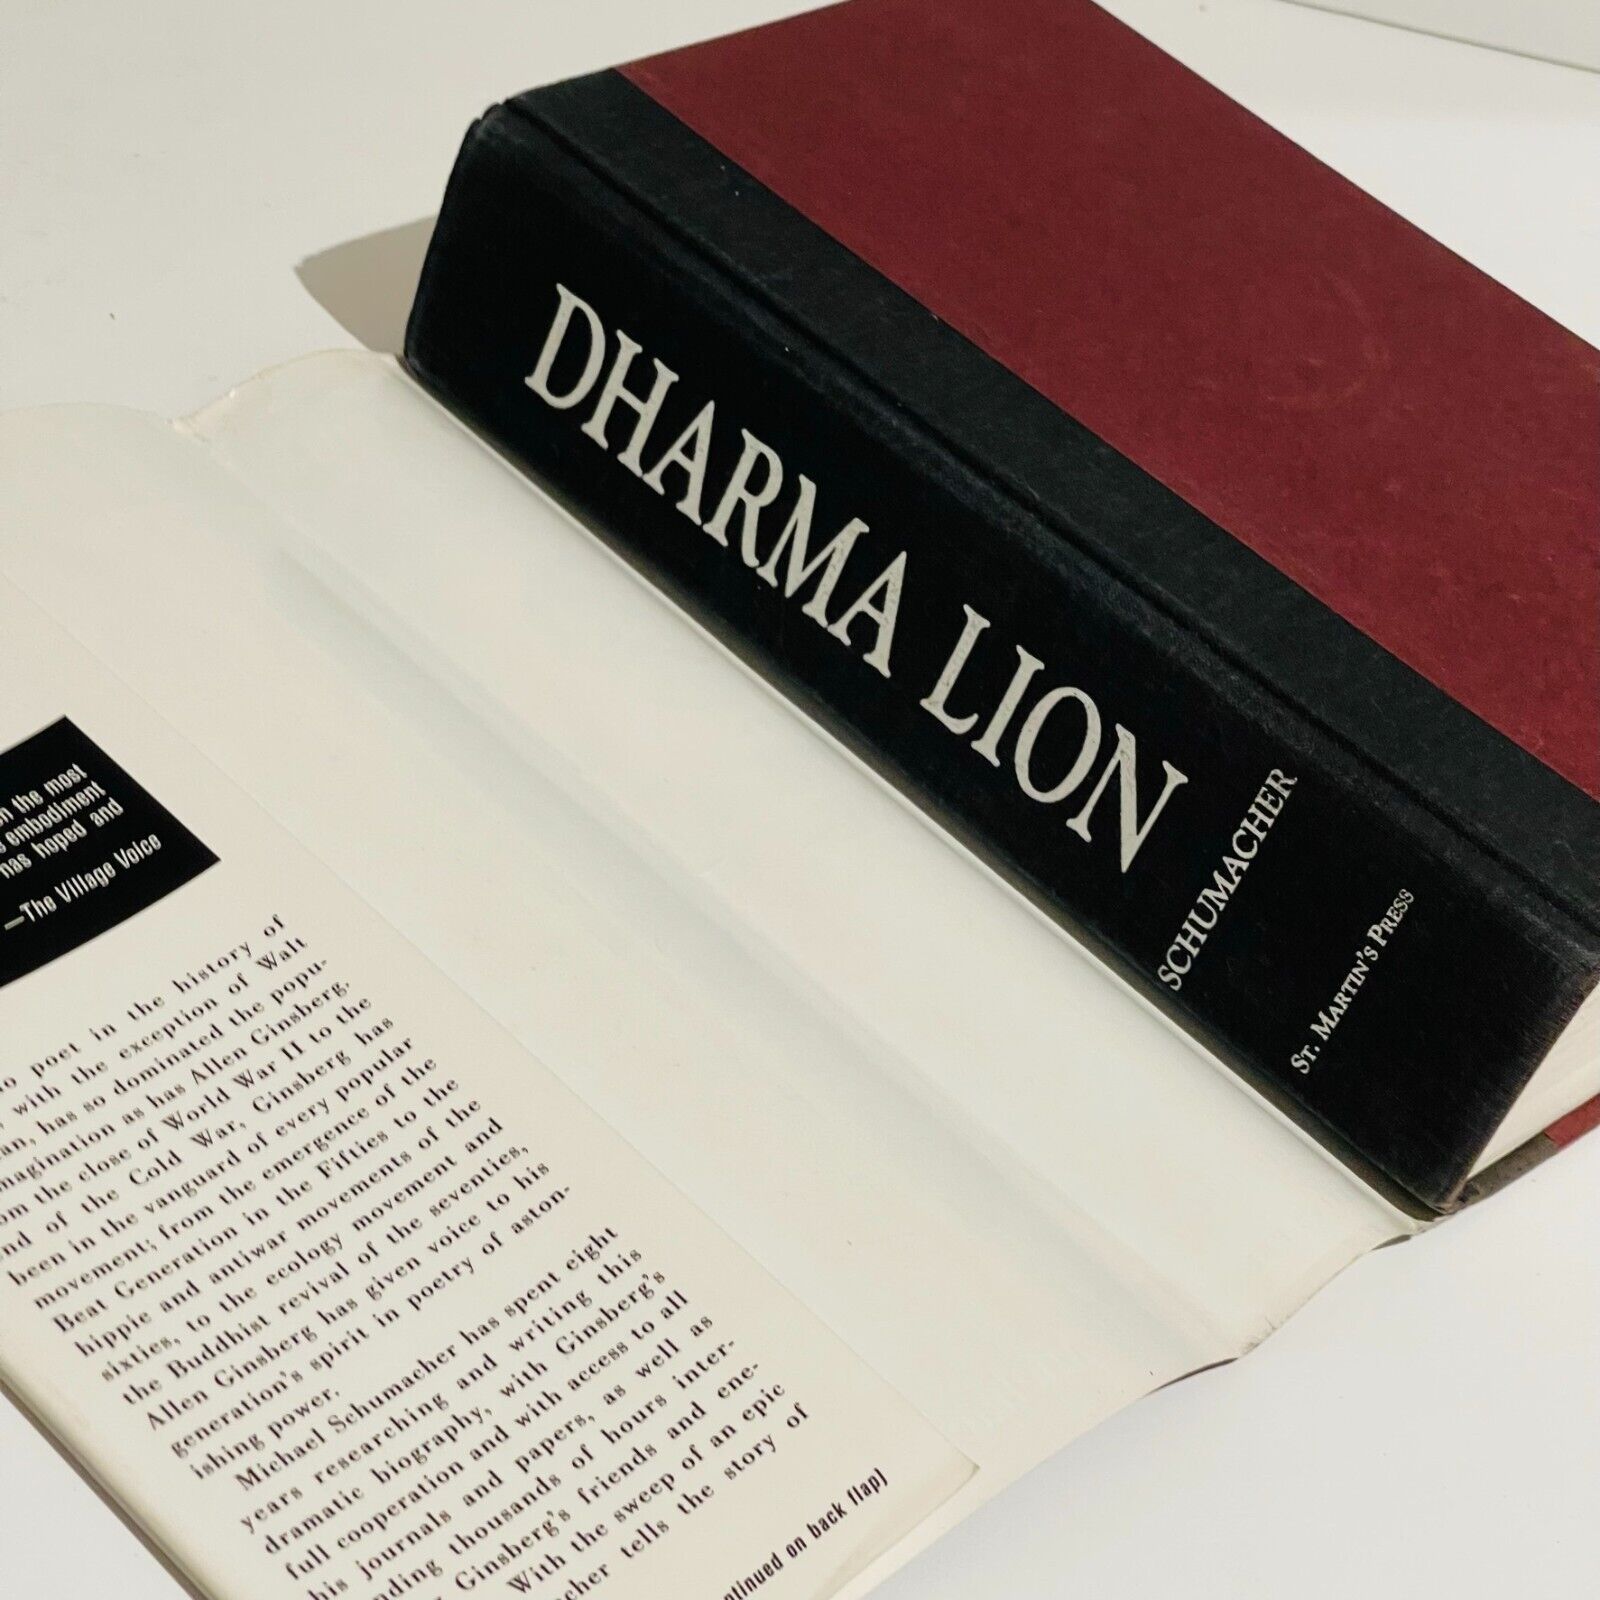 DHARMA LION
SCHUMACHER
ST. MARTIN'S PRESS
on the most
embodiment
has hoped and
—The Village Voice
poet in the history of
with the exception of Walt
has so dominated the popu-
as has Allen Ginsberg.
the close of World War II to the
end of the Cold War, Ginsberg has
been in the vanguard of every popular
movement; from the emergence of the
Beat Generation in the Fifties to the
hippie and antiwar movements of the
sixties, to the ecology movement and
the Buddhist revival of the seventies,
Allen Ginsberg has given voice to his
generation's spirit in poetry of aston-
ishing power.
Michael Schumacher has spent eight
years researching and writing this
dramatic biography, with Ginsberg's
full cooperation and with access to all
his journals and papers, as well as
thousands of hours inter-
Ginsberg's friends and ene-
With the sweep of an epic
tells the story of
on back flap)